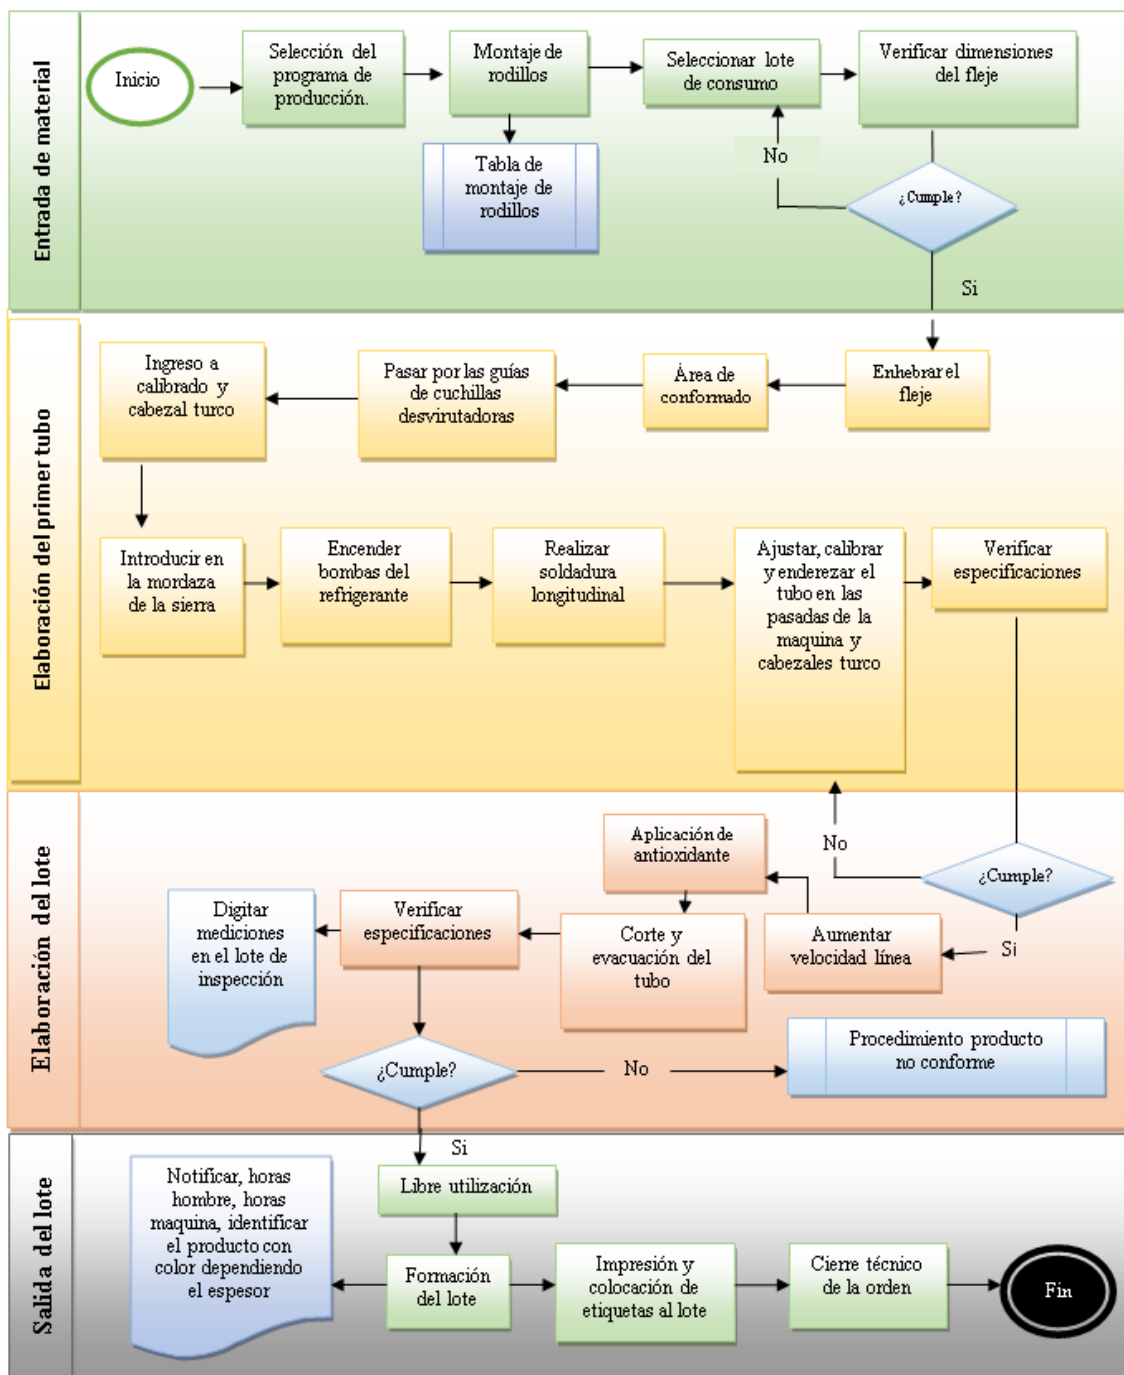 Entrada de material
Inicio
Selección del
programa de
producción.
Montaje de
rodillos
Tabla de
montaje de
rodillos
Seleccionar lote
de consumo
Verificar dimensiones
del fleje
No
¿Cumple?
Si
Elaboración del primer tubo
Enhebrar el
fleje
Área de
conformado
Pasar por las guías
de cuchillas
desvirutadoras
Ingreso a
calibrado y
cabezal turco
Introducir en
la mordaza
de la sierra
Encender
bombas del
refrigerante
Realizar
soldadura
longitudinal
Ajustar, calibrar
y enderezar el
tubo en las
pasadas de la
maquina y
cabezales turco
Verificar
especificaciones
Elaboración del lote
No
¿Cumple?
Si
Aumentar
velocidad línea
Aplicación de
antioxidante
Corte y
evacuación del
tubo
Verificar
especificaciones
Digitar
mediciones
en el lote de
inspección
¿Cumple?
No
Procedimiento producto
no conforme
Salida del lote
Si
Libre utilización
Formación
del lote
Notificar, horas
hombre, horas
maquina, identificar
el producto con
color dependiendo
el espesor
Impresión y
colocación de
etiquetas al lote
Cierre técnico
de la orden
Fin